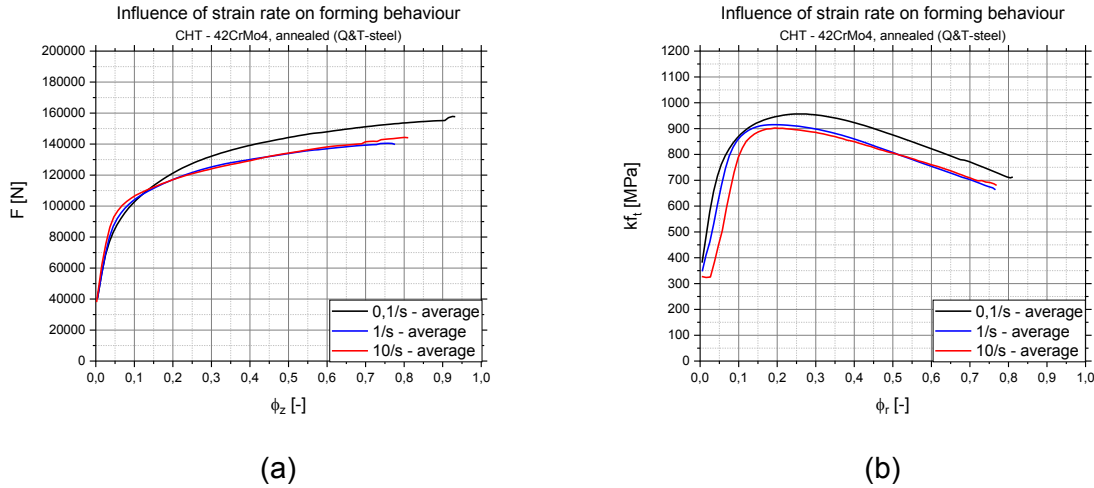 Influence of strain rate on forming behaviour
CHT - 42CrMo4, annealed (Q&T-steel)
F [N]
200000
180000
160000
140000
120000
100000
80000
60000
40000
20000
0
0,1/s - average
1/s - average
10/s - average
0,0 0,1 0,2 0,3 0,4 0,5 0,6 0,7 0,8 0,9 1,0
ϕz [-]
(a)
Influence of strain rate on forming behaviour
CHT - 42CrMo4, annealed (Q&T-steel)
kft [MPa]
1200
1100
1000
900
800
700
600
500
400
300
200
100
0
0,1/s - average
1/s - average
10/s - average
0,0 0,1 0,2 0,3 0,4 0,5 0,6 0,7 0,8 0,9 1,0
ϕr [-]
(b)